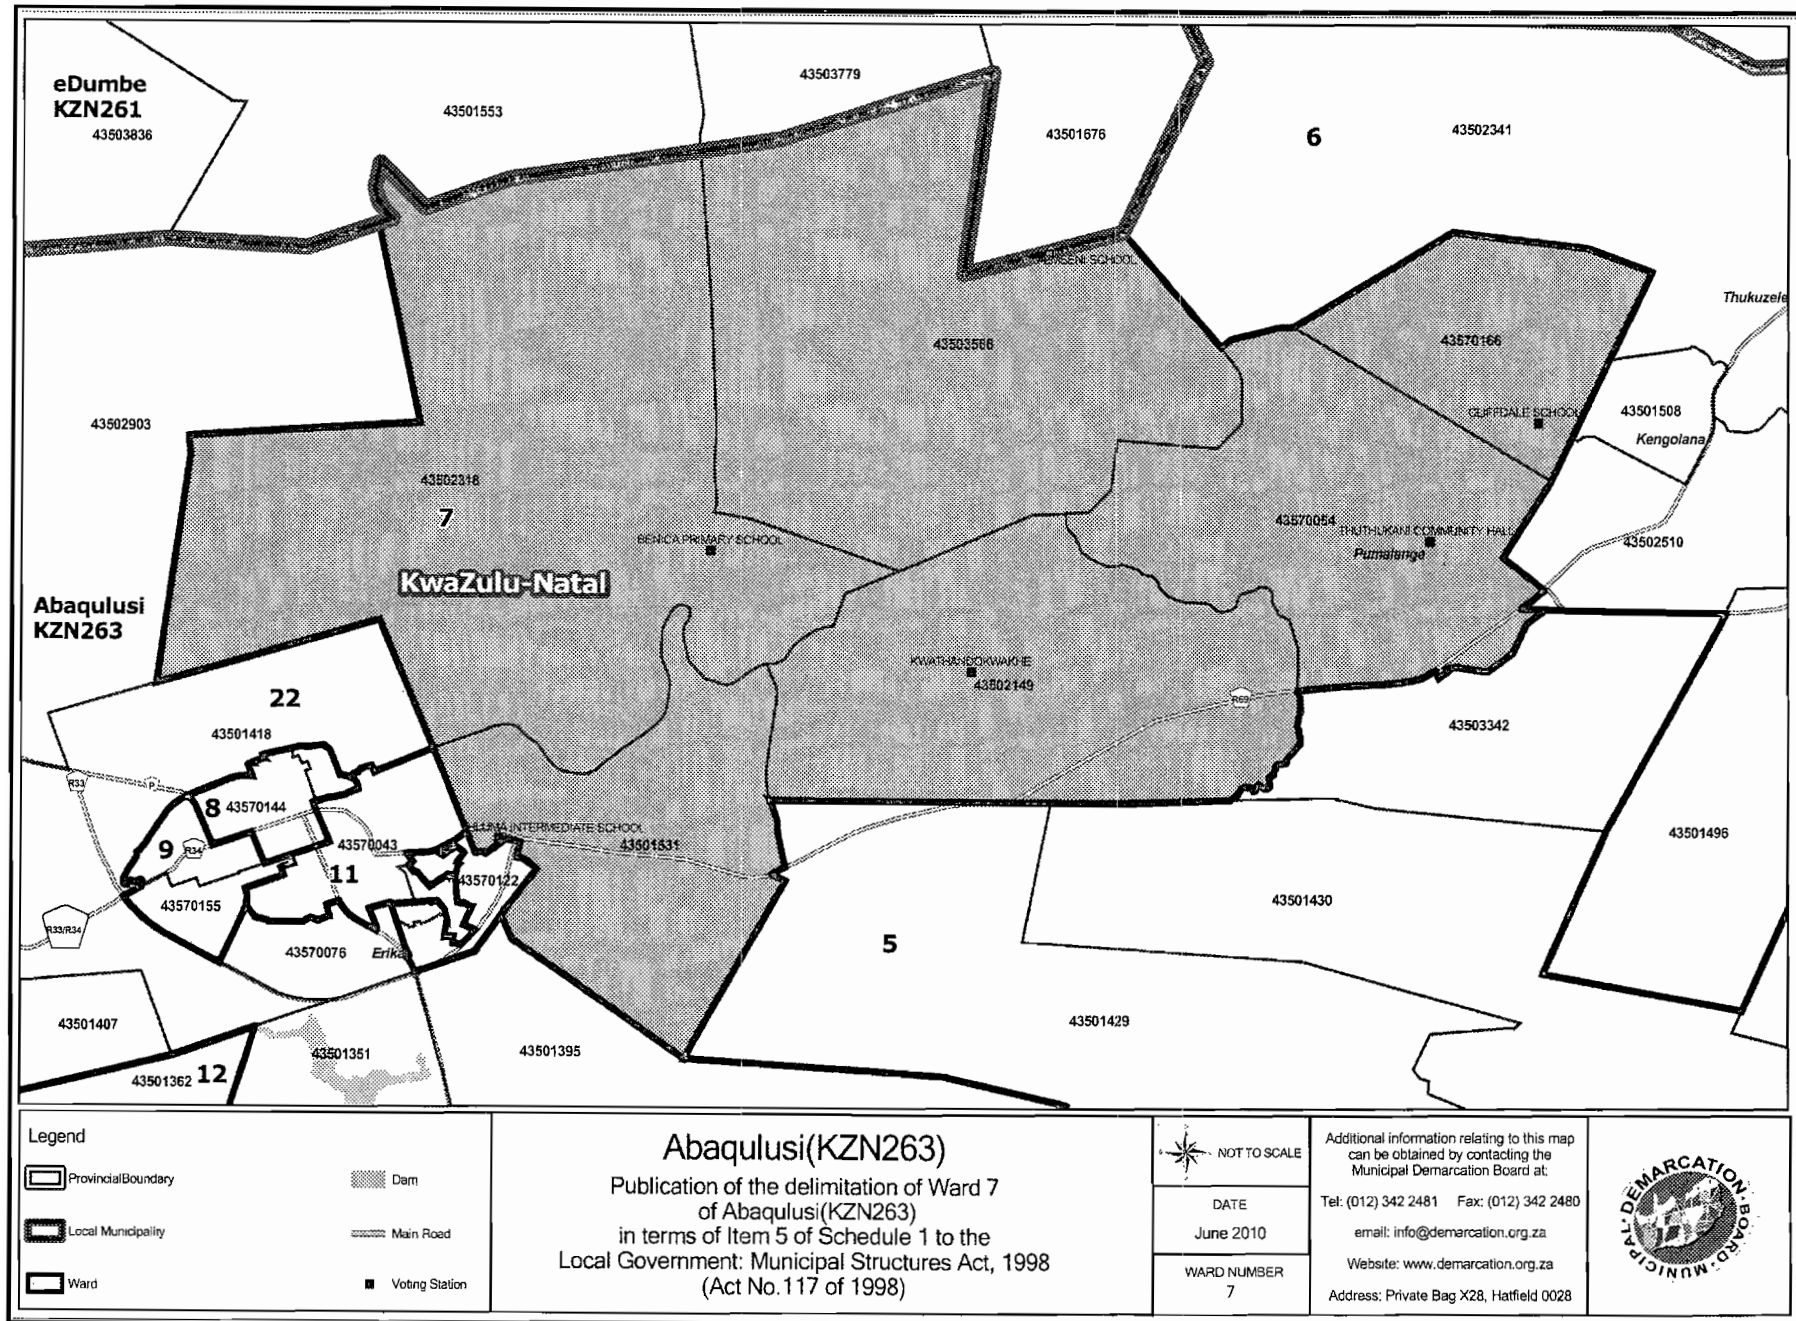 eDumbe
KZN261
43503836
43501553
43503779
43501676
6
43502341
43502903
43503566
43570166
Thukuzele
CLIFFDALE SCHOOL
43501508
Kengolana
43502318
7
BENICA PRIMARY SCHOOL
43570054
THUTHUKANI COMMUNITY HALL
Pumalanga
43502510
KwaZulu-Natal
Abaqulusi
KZN263
KWATHANDOKWAKHE
43502149
R69
22
43501418
43503342
R33
P
8
43570144
9
R34
43570043
INTERMEDIATE SCHOOL
43501531
43501496
11
43570122
43570155
R33/R34
43570076
Erika
43501430
5
43501407
43501429
43501351
43501395
43501362
12
Legend
Provincial Boundary
Local Municipality
Ward
Dam
Main Road
Voting Station
Abaqulusi(KZN263)
Publication of the delimitation of Ward 7
of Abaqulusi(KZN263)
in terms of Item 5 of Schedule 1 to the
Local Government: Municipal Structures Act, 1998
(Act No.117 of 1998)
NOT TO SCALE
DATE
June 2010
WARD NUMBER
7
Additional information relating to this map
can be obtained by contacting the
Municipal Demarcation Board at:
Tel: (012) 342 2481 Fax: (012) 342 2480
email: info@demarcation.org.za
Website: www.demarcation.org.za
Address: Private Bag X28, Hatfield 0028
MUNICIPAL DEMARCATION BOARD